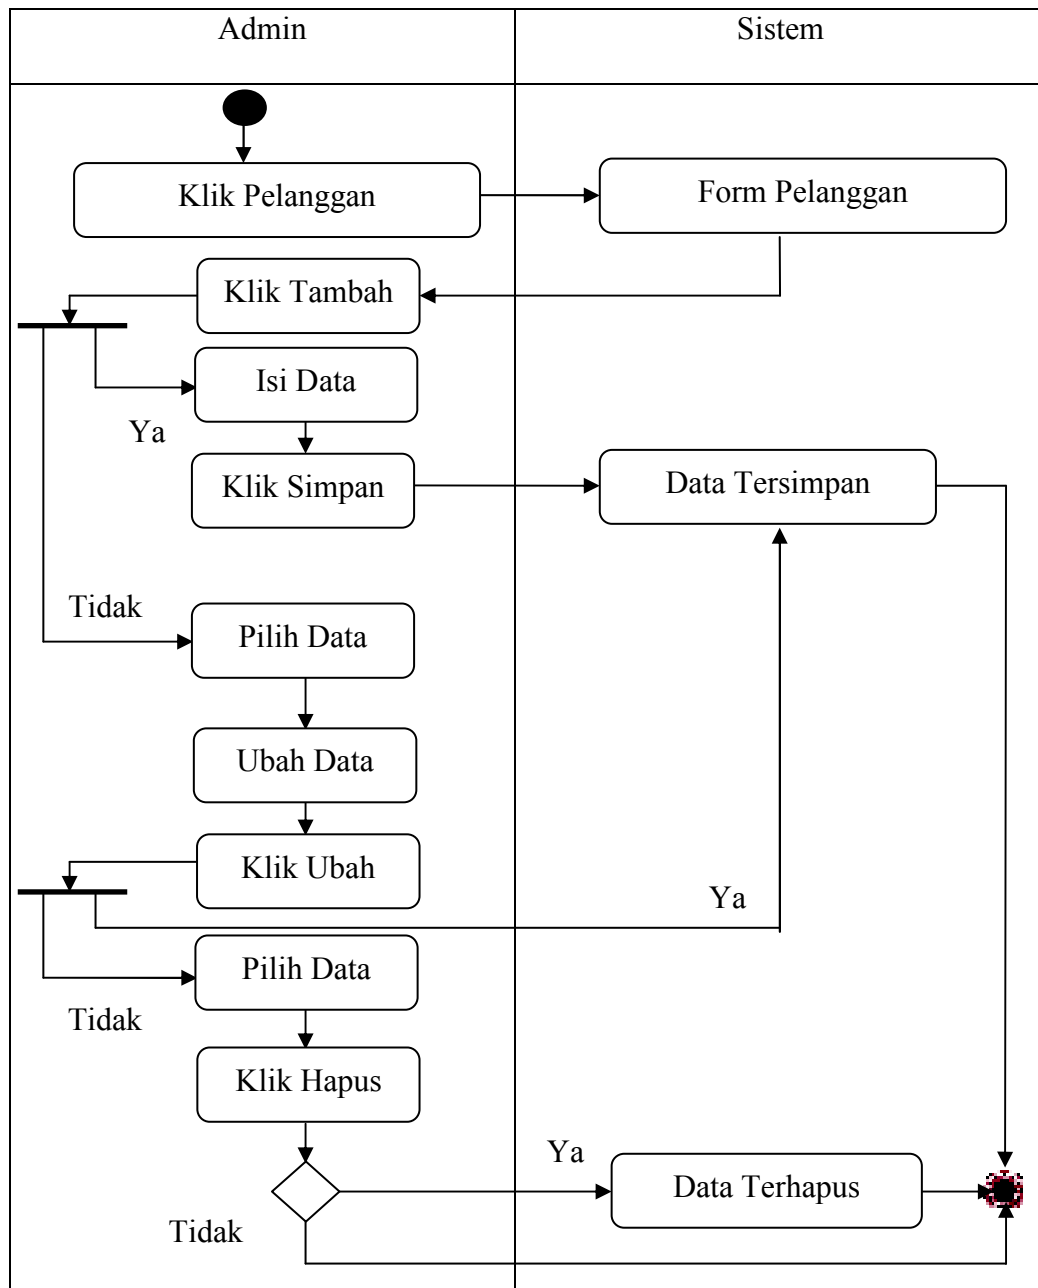 Admin
Sistem
Klik Pelanggan
Form Pelanggan
Klik Tambah
Isi Data
Ya
Klik Simpan
Data Tersimpan
Tidak
Pilih Data
Ubah Data
Klik Ubah
Ya
Pilih Data
Tidak
Klik Hapus
Ya
Data Terhapus
Tidak